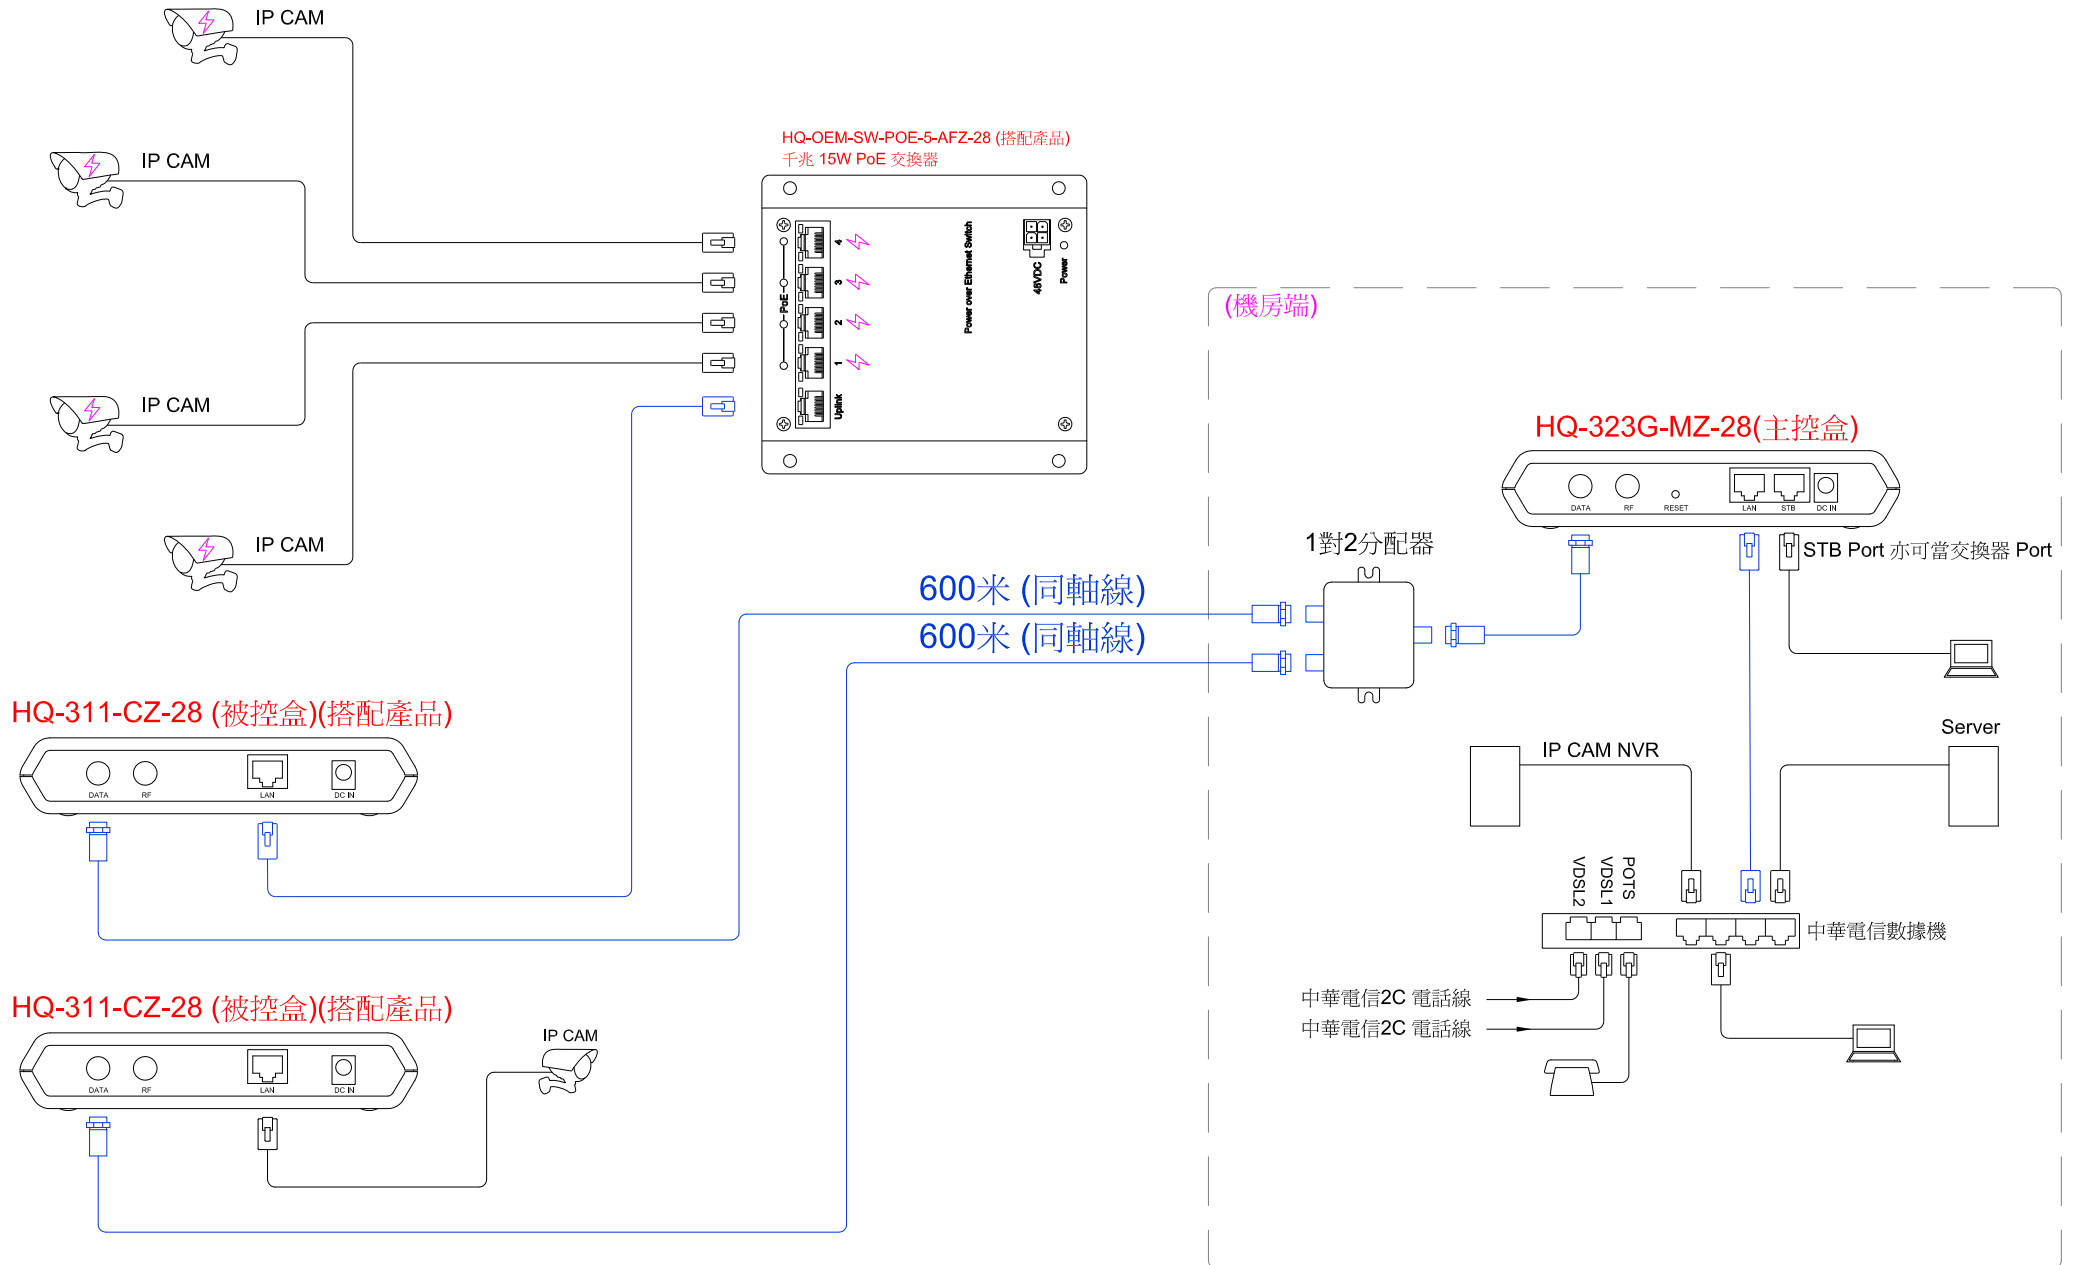 IP CAM
IP CAM
IP CAM
IP CAM
HQ-OEM-SW-POE-5-AFZ-28 (搭配產品)
千兆 15W PoE 交換器
PoE
4
3
2
1
Uplink
Power over Ethernet Switch
48VDC
Power
(機房端)
HQ-323G-MZ-28(主控盒)
DATA
RF
RESET
LAN
STB
DC IN
STB Port 亦可當交換器 Port
1對2分配器
600米 (同軸線)
600米 (同軸線)
HQ-311-CZ-28 (被控盒)(搭配產品)
DATA
RF
LAN
DC IN
HQ-311-CZ-28 (被控盒)(搭配產品)
DATA
RF
LAN
DC IN
IP CAM
IP CAM NVR
Server
VDSL2
VDSL1
POTS
中華電信數據機
中華電信2C 電話線
中華電信2C 電話線